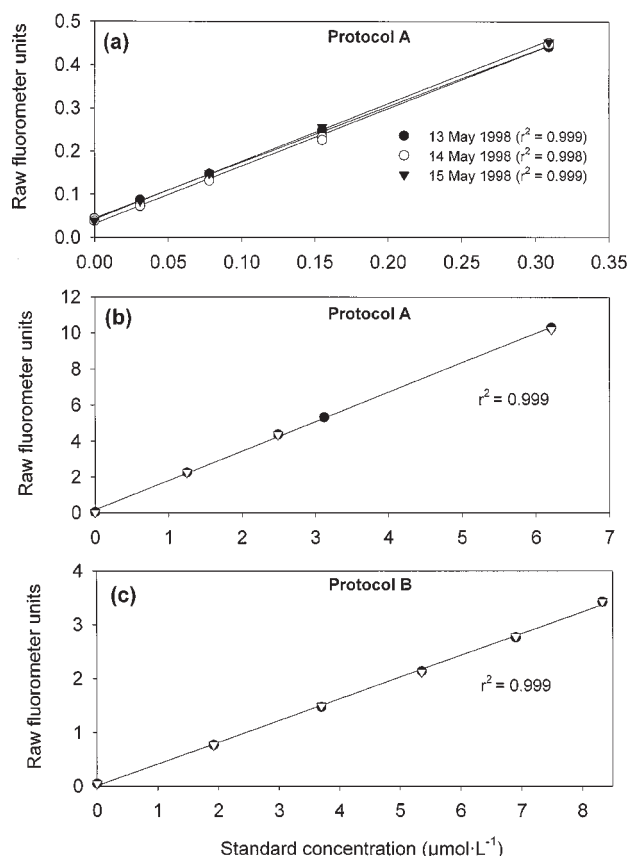 (a)
Protocol A
Raw fluorometer units
0.5
0.4
0.3
0.2
0.1
0.0
13 May 1998 (r² = 0.999)
14 May 1998 (r² = 0.998)
15 May 1998 (r² = 0.999)
0.00 0.05 0.10 0.15 0.20 0.25 0.30 0.35
(b)
Protocol A
Raw fluorometer units
12
10
8
6
4
2
0
r² = 0.999
0 1 2 3 4 5 6 7
(c)
Protocol B
Raw fluorometer units
4
3
2
1
0
r² = 0.999
0 1 2 3 4 5 6 7 8
Standard concentration (µmol·L⁻¹)